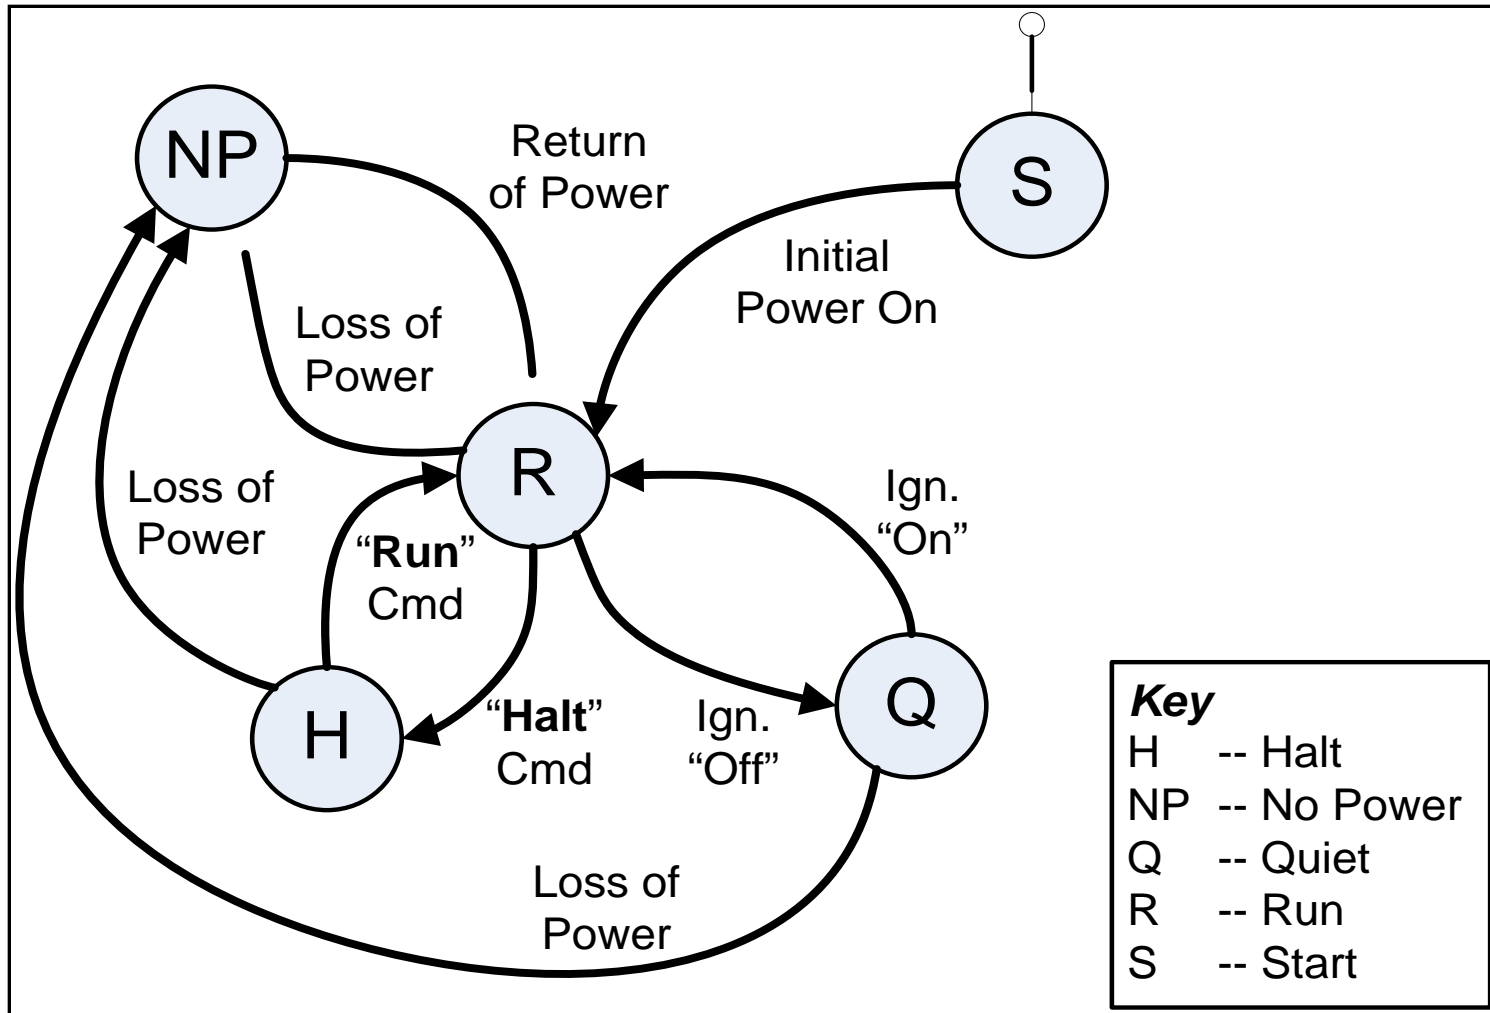 NP
Return
of Power
S
Initial
Power On
Loss of
Power
R
Loss of
Power
“Run”
Cmd
Ign.
“On”
H
“Halt”
Cmd
Ign.
“Off”
Q
Loss of
Power
Key
H -- Halt
NP -- No Power
Q -- Quiet
R -- Run
S -- Start